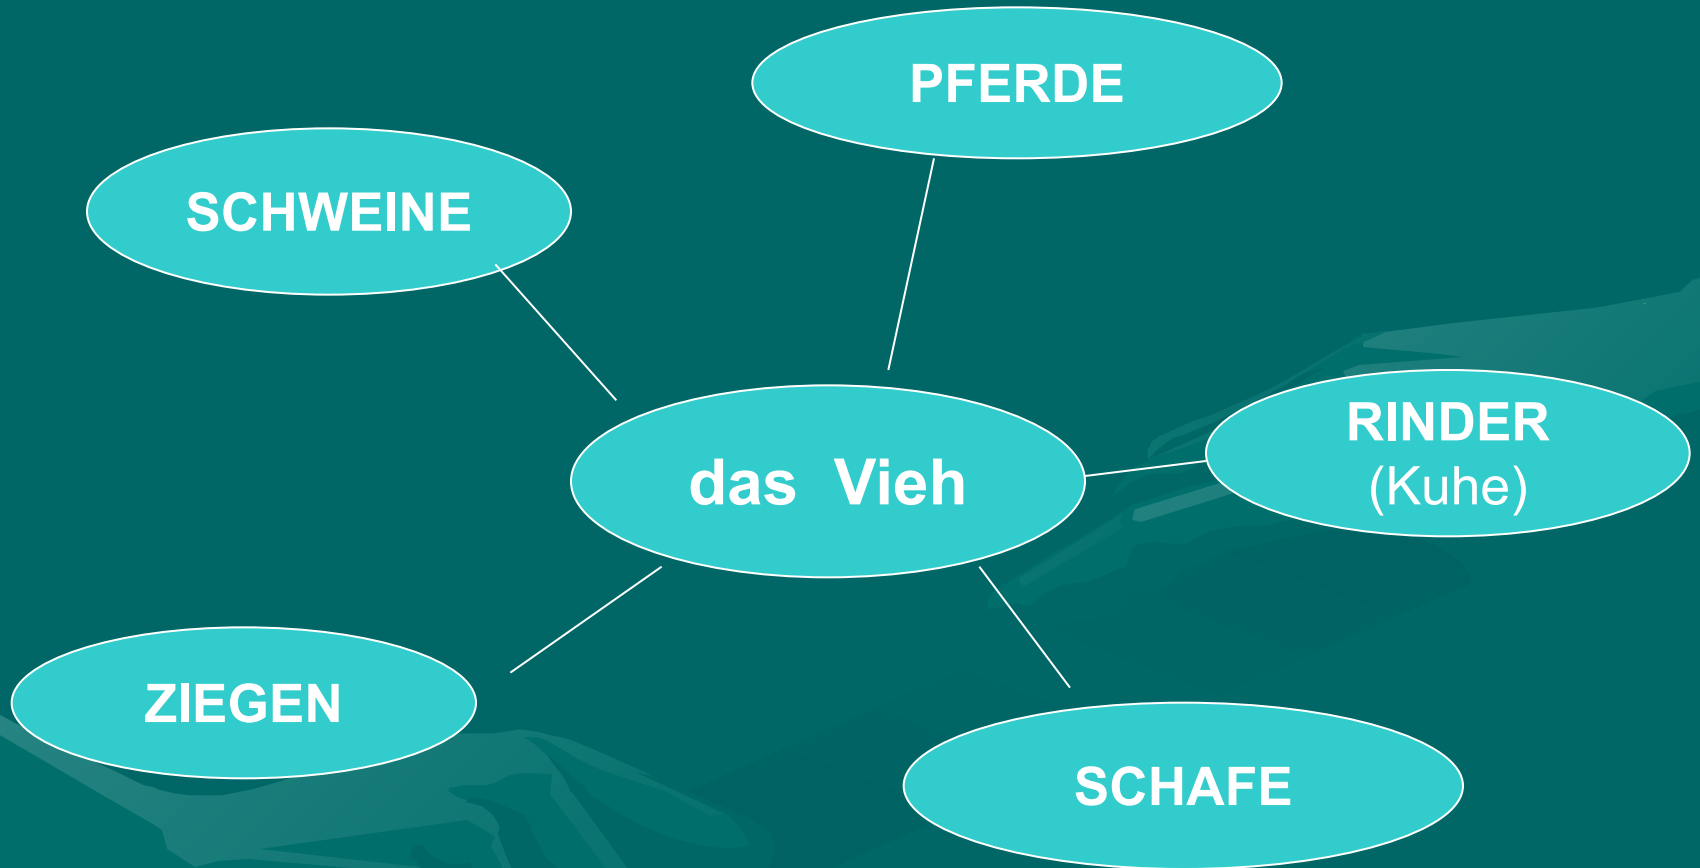 PFERDE
SCHWEINE
RINDER
(Kuhe)
das Vieh
ZIEGEN
SCHAFE